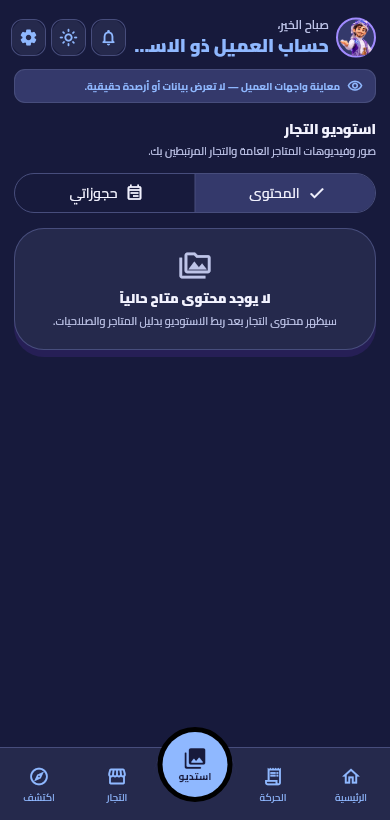 صباح الخير،
حساب العميل ذو الاسـ...
معاينة واجهات العميل — لا تعرض بيانات أو أرصدة حقيقية.
استوديو التجار
صور وفيديوهات المتاجر العامة والتجار المرتبطين بك.
المحتوى
حجوزاتي
لا يوجد محتوى متاح حالياً
سيظهر محتوى التجار بعد ربط الاستوديو بدليل المتاجر والصلاحيات.
الرئيسية
الحركة
استديو
التجار
اكتشف